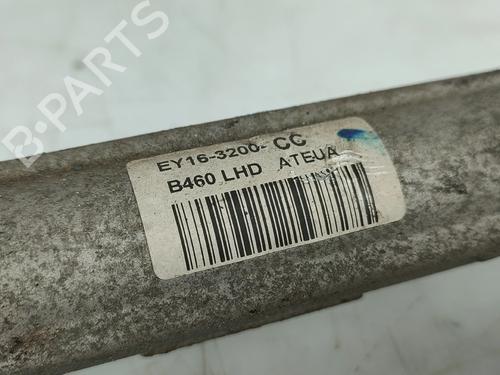 B-PARTS
EY16-3200- CC
B460 LHD ATEUA